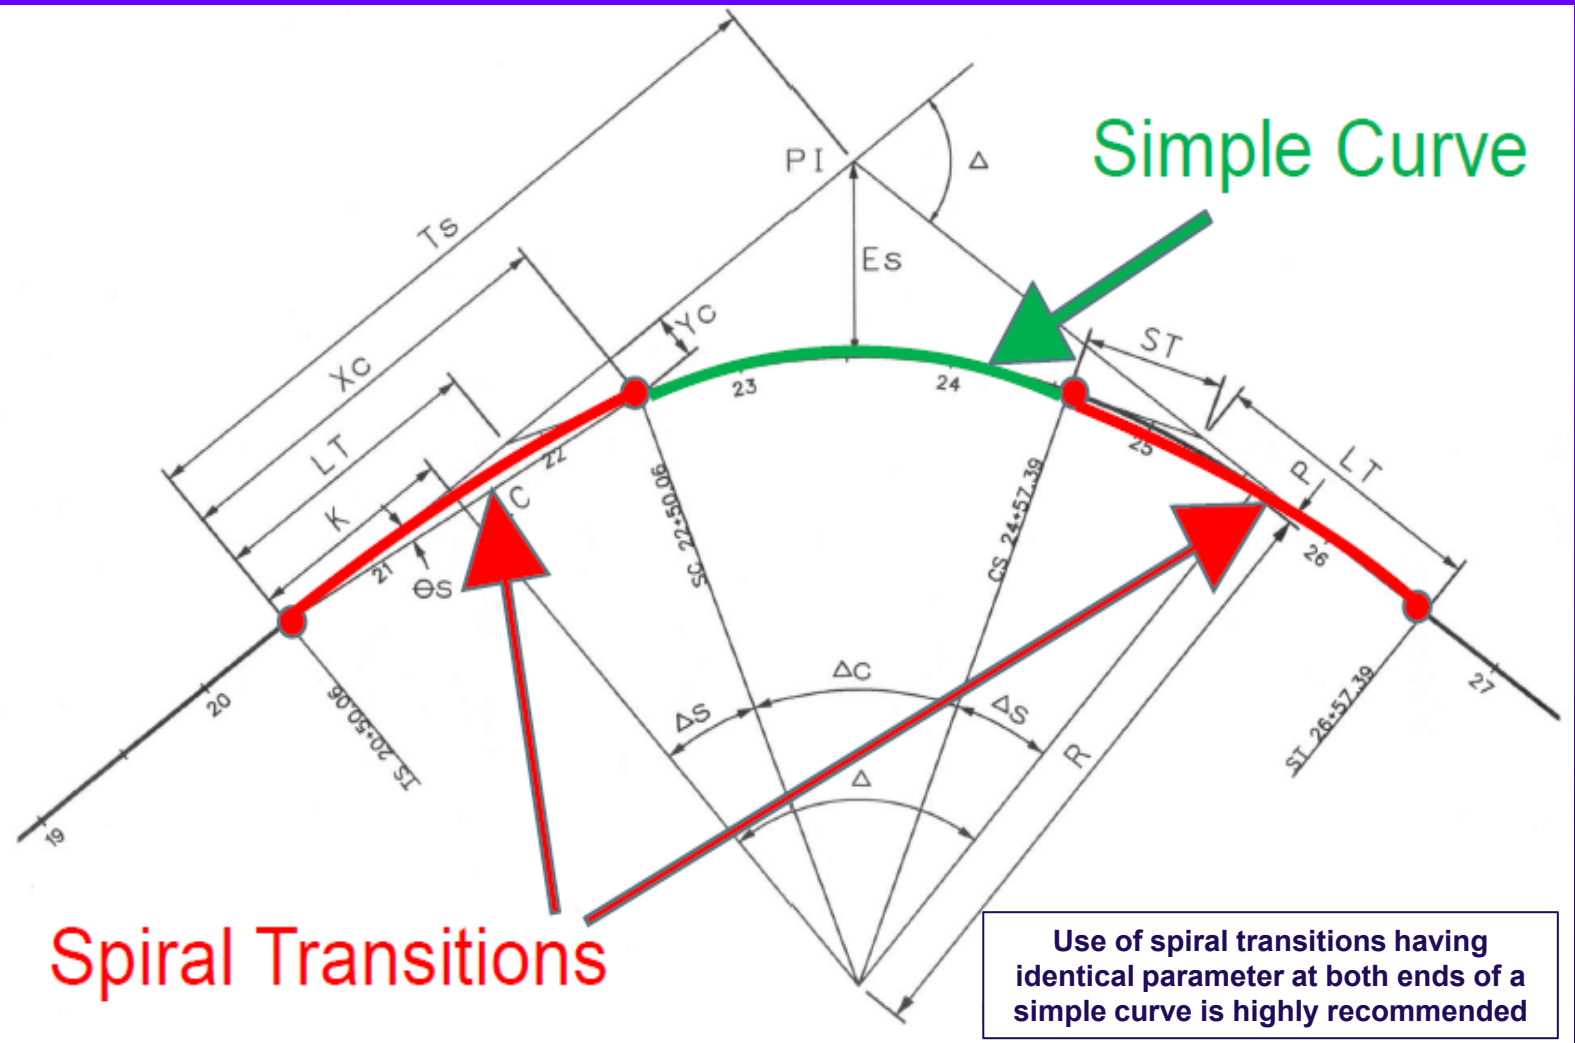 Simple Curve
PI
Δ
Ts
Es
Yc
Xc
ST
LT
LT
K
P
C
ΘS
19
20
21
22
23
24
25
26
27
TS 20+50.06
SC 22+50.06
CS 24+57.39
ST 26+57.39
ΔC
ΔS
ΔS
Δ
R
Spiral Transitions
Use of spiral transitions having
identical parameter at both ends of a
simple curve is highly recommended